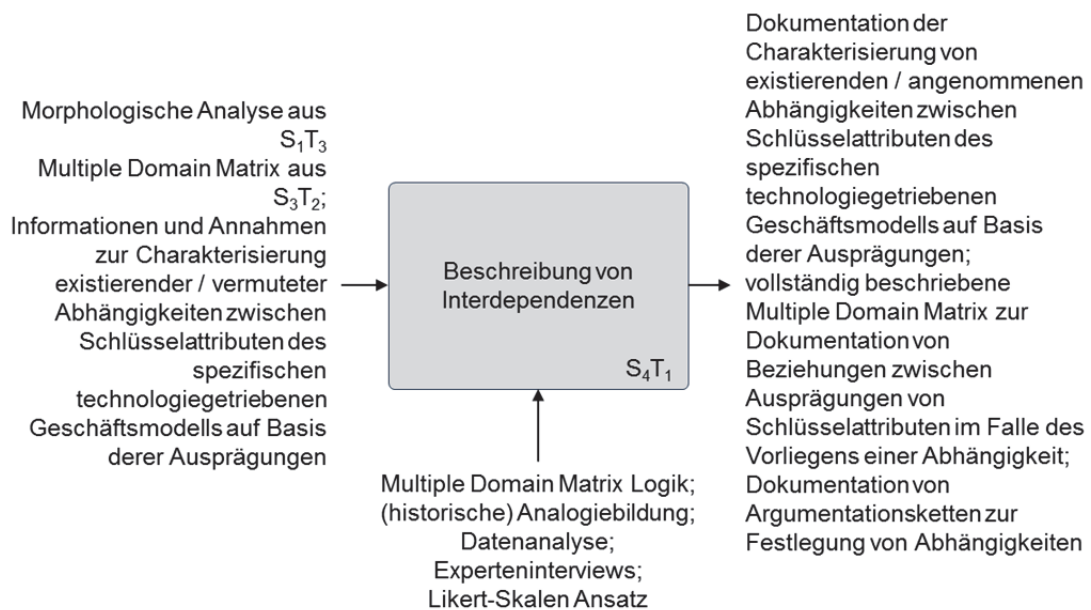 Morphologische Analyse aus
S₁T₃
Multiple Domain Matrix aus
S₃T₂;
Informationen und Annahmen
zur Charakterisierung
existierender / vermuteter
Abhängigkeiten zwischen
Schlüsselattributen des
spezifischen
technologiegetriebenen
Geschäftsmodells auf Basis
derer Ausprägungen
Beschreibung von
Interdependenzen
S₄T₁
Multiple Domain Matrix Logik;
(historische) Analogiebildung;
Datenanalyse;
Experteninterviews;
Likert-Skalen Ansatz
Dokumentation der
Charakterisierung von
existierenden / angenommenen
Abhängigkeiten zwischen
Schlüsselattributen des
spezifischen
technologiegetriebenen
Geschäftsmodells auf Basis
derer Ausprägungen;
vollständig beschriebene
Multiple Domain Matrix zur
Dokumentation von
Beziehungen zwischen
Ausprägungen von
Schlüsselattributen im Falle des
Vorliegens einer Abhängigkeit;
Dokumentation von
Argumentationsketten zur
Festlegung von Abhängigkeiten